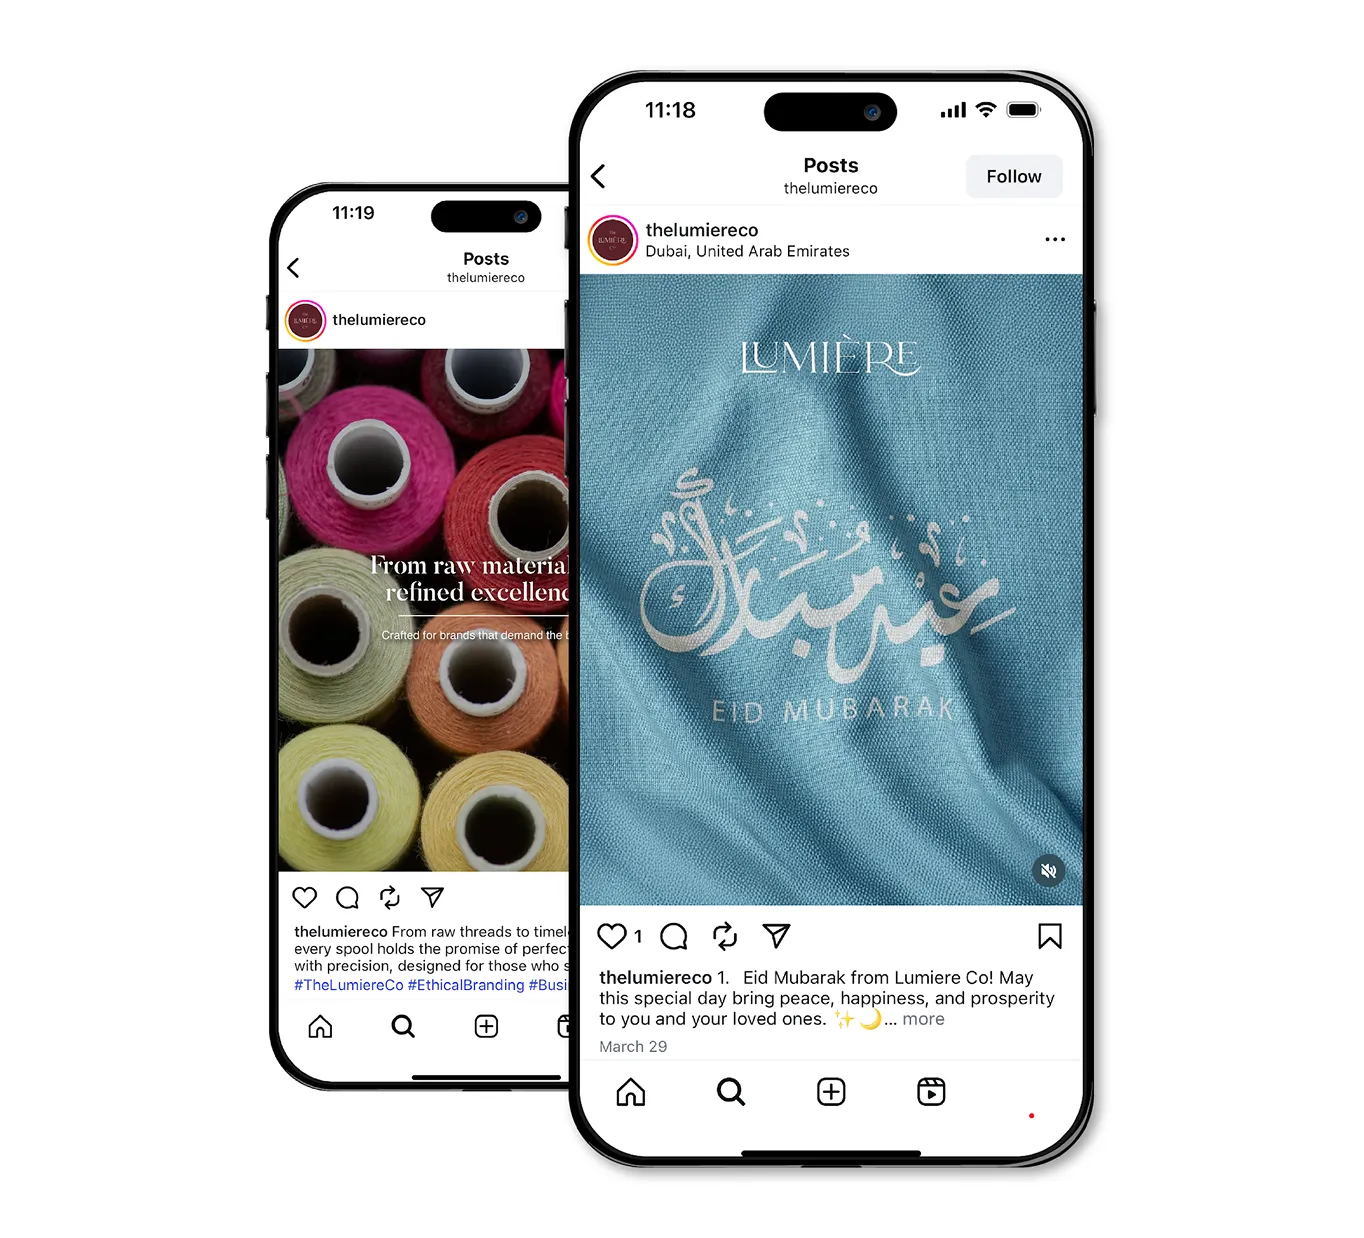 11:19
Posts
thelumiereco
LUMIÈRE
thelumiereco
From raw material
refined excellenc
Crafted for brands that demand the b
thelumiereco From raw threads to timel
every spool holds the promise of perfec
with precision, designed for those who s
#TheLumiereCo #EthicalBranding #Busi
11:18
Posts
thelumiereco
Follow
LUMIÈRE
thelumiereco
Dubai, United Arab Emirates
LUMIÈRE
عيد مبارك
EID MUBARAK
1
thelumiereco 1. Eid Mubarak from Lumiere Co! May
this special day bring peace, happiness, and prosperity
to you and your loved ones. ✨🌙... more
March 29